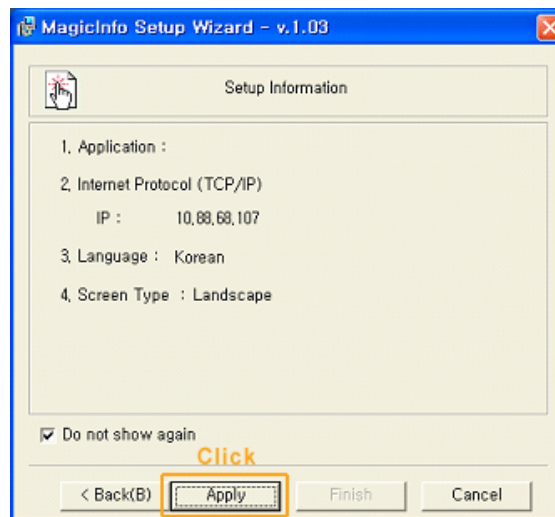 MagicInfo Setup Wizard - v.1.03
Setup Information
1, Application :
2, Internet Protocol (TCP/IP)
IP : 10,88,68,107
3, Language : Korean
4, Screen Type : Landscape
Do not show again
Click
< Back(B) Apply Finish Cancel